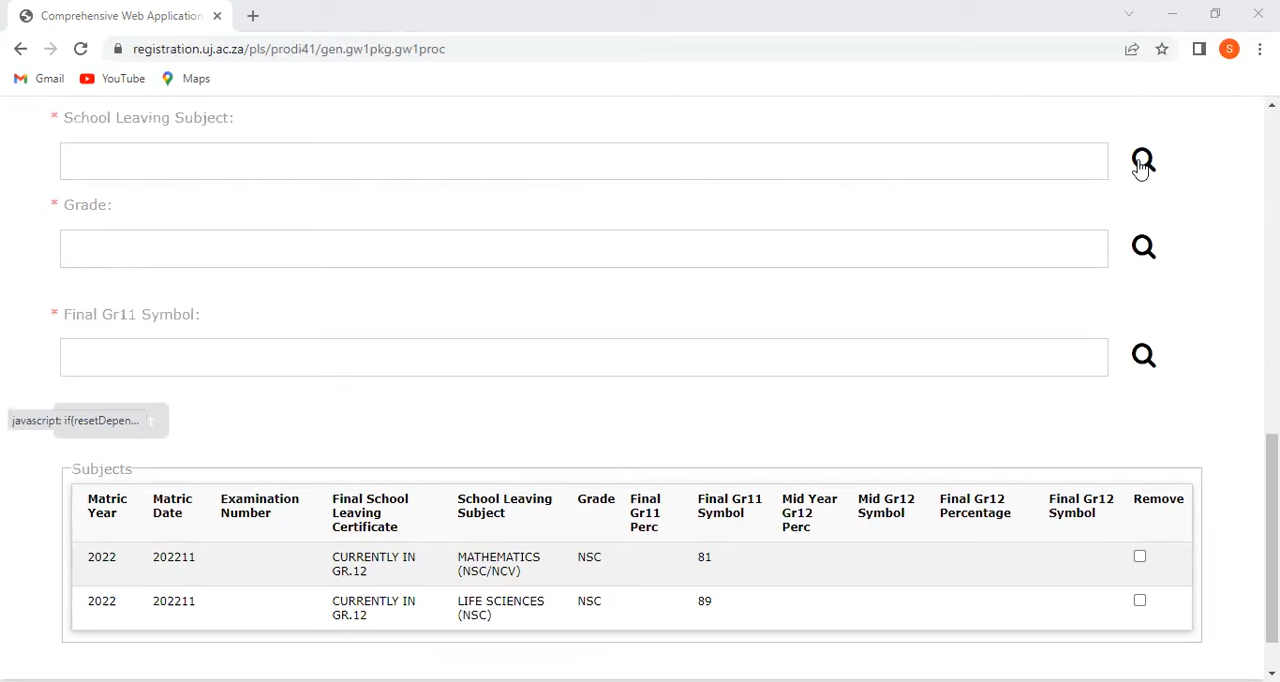 Comprehensive Web Application
registration.uj.ac.za/pls/prodi41/gen.gw1pkg.gw1proc
S
Gmail YouTube Maps
* School Leaving Subject:
* Grade:
* Final Gr11 Symbol:
javascript: if(resetDepen... t
Subjects
Matric Year Matric Date Examination Number Final School Leaving Certificate School Leaving Subject Grade Final Gr11 Perc Final Gr11 Symbol Mid Year Gr12 Perc Mid Gr12 Symbol Final Gr12 Percentage Final Gr12 Symbol Remove
2022 202211 CURRENTLY IN GR.12 MATHEMATICS (NSC/NCV) NSC 81
2022 202211 CURRENTLY IN GR.12 LIFE SCIENCES (NSC) NSC 89